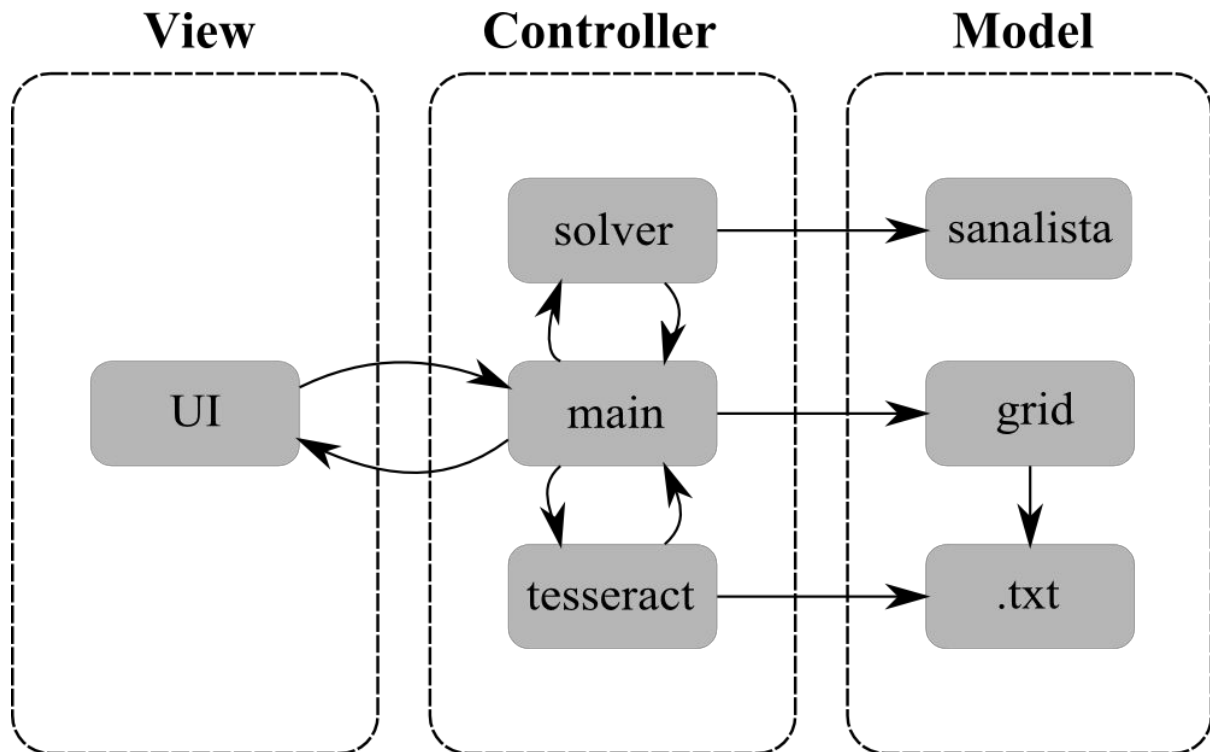 View
Controller
Model
solver
sanalista
UI
main
grid
tesseract
.txt